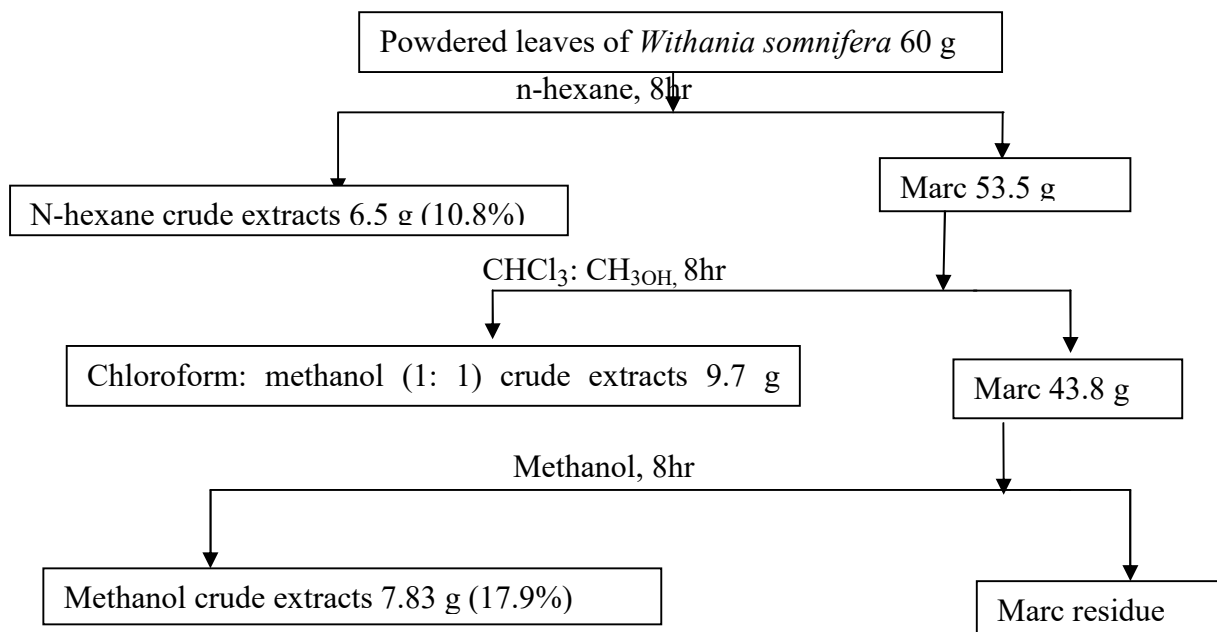 Powdered leaves of Withania somnifera 60 g
n-hexane, 8hr
N-hexane crude extracts 6.5 g (10.8%)
Marc 53.5 g
CHCl₃: CH₃OH, 8hr
Chloroform: methanol (1: 1) crude extracts 9.7 g
Marc 43.8 g
Methanol, 8hr
Methanol crude extracts 7.83 g (17.9%)
Marc residue